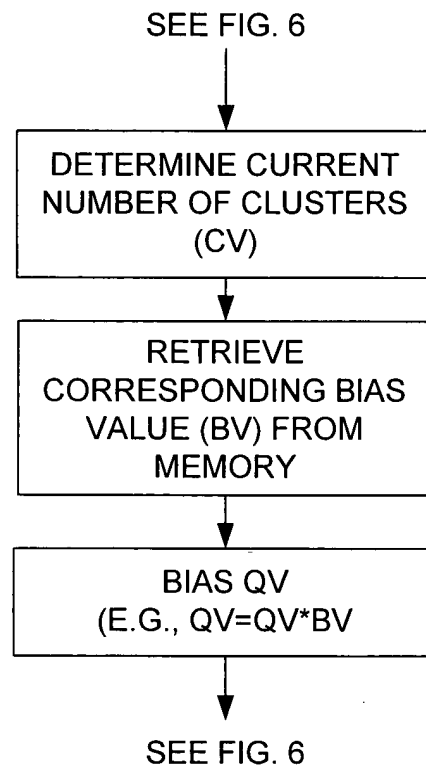 SEE FIG. 6
DETERMINE CURRENT
NUMBER OF CLUSTERS
(CV)
RETRIEVE
CORRESPONDING BIAS
VALUE (BV) FROM
MEMORY
BIAS QV
(E.G., QV=QV*BV
SEE FIG. 6